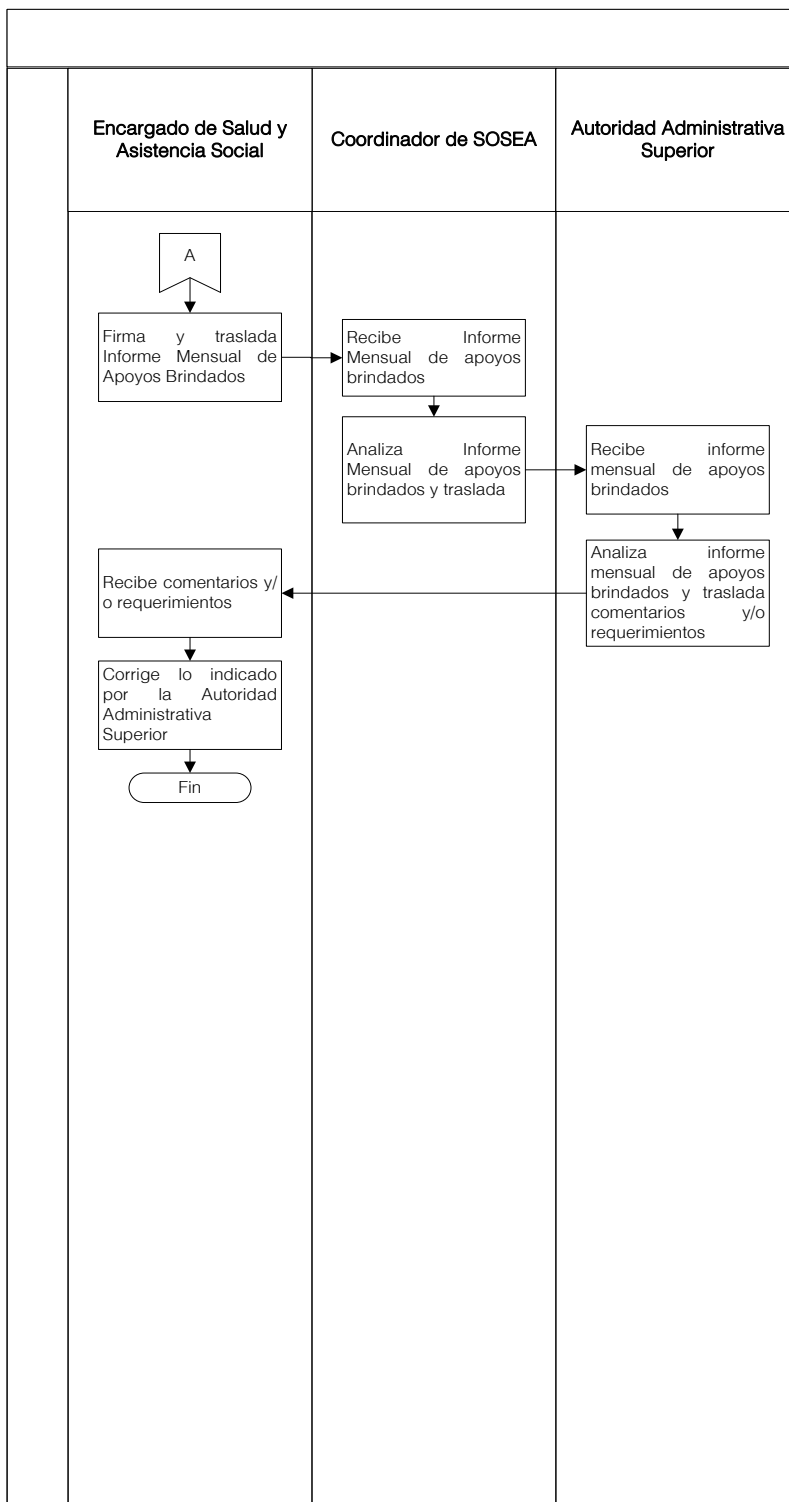 Encargado de Salud y
Asistencia Social
Coordinador de SOSEA
Autoridad Administrativa
Superior
A
Firma y traslada
Informe Mensual de
Apoyos Brindados
Recibe Informe
Mensual de apoyos
brindados
Analiza Informe
Mensual de apoyos
brindados y traslada
Recibe informe
mensual de apoyos
brindados
Analiza informe
mensual de apoyos
brindados y traslada
comentarios y/o
requerimientos
Recibe comentarios y/
o requerimientos
Corrige lo indicado
por la Autoridad
Administrativa
Superior
Fin